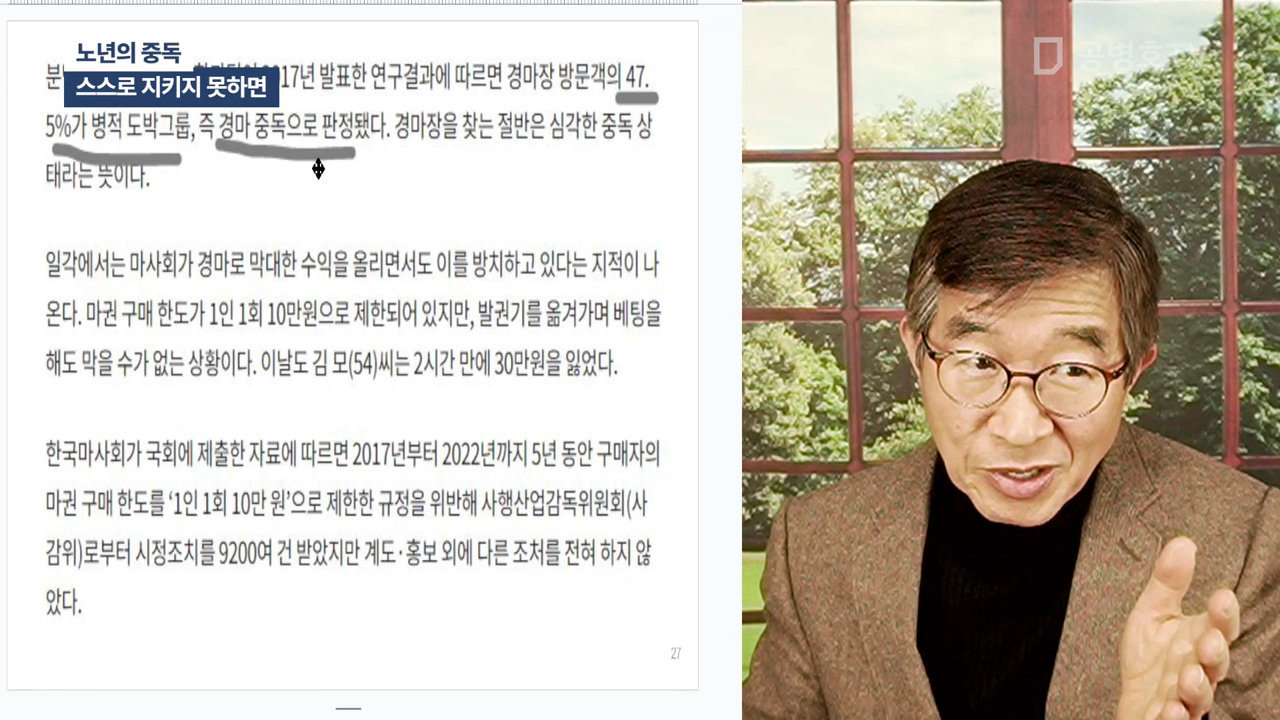 노년의 중독
스스로 지키지 못하면
분
17년 발표한 연구결과에 따르면 경마장 방문객의 47.
5%가 병적 도박그룹, 즉 경마 중독으로 판정됐다. 경마장을 찾는 절반은 심각한 중독 상
태라는 뜻이다.
일각에서는 마사회가 경마로 막대한 수익을 올리면서도 이를 방치하고 있다는 지적이 나
온다. 마권 구매 한도가 1인 1회 10만원으로 제한되어 있지만, 발권기를 옮겨가며 베팅을
해도 막을 수가 없는 상황이다. 이날도 김 모(54)씨는 2시간 만에 30만원을 잃었다.
한국마사회가 국회에 제출한 자료에 따르면 2017년부터 2022년까지 5년 동안 구매자의
마권 구매 한도를 ‘1인 1회 10만 원’으로 제한한 규정을 위반해 사행산업감독위원회(사
감위)로부터 시정조치를 9200여 건 받았지만 계도·홍보 외에 다른 조처를 전혀 하지 않
았다.
27
공병호